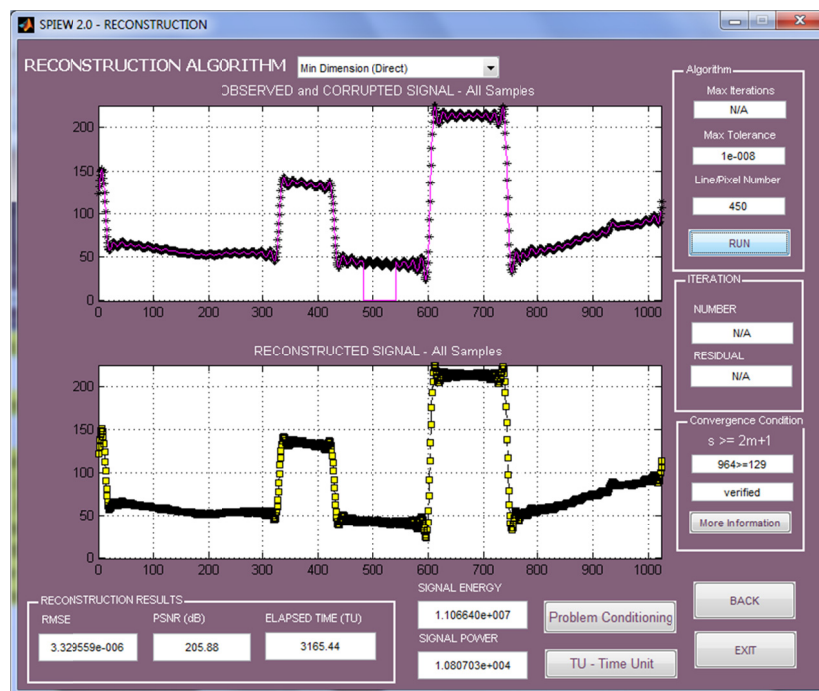 SPIEW 2.0 - RECONSTRUCTION
RECONSTRUCTION ALGORITHM
Min Dimension (Direct)
OBSERVED and CORRUPTED SIGNAL - All Samples
200
150
100
50
0
0 100 200 300 400 500 600 700 800 900 1000
RECONSTRUCTED SIGNAL - All Samples
200
150
100
50
0
0 100 200 300 400 500 600 700 800 900 1000
Algorithm
Max Iterations
N/A
Max Tolerance
1e-008
Line/Pixel Number
450
RUN
ITERATION
NUMBER
N/A
RESIDUAL
N/A
Convergence Condition
s >= 2m+1
964>=129
verified
More Information
RECONSTRUCTION RESULTS
RMSE PSNR (dB) ELAPSED TIME (TU)
3.329559e-006 205.88 3165.44
SIGNAL ENERGY
1.106640e+007
SIGNAL POWER
1.080703e+004
Problem Conditioning
TU - Time Unit
BACK
EXIT